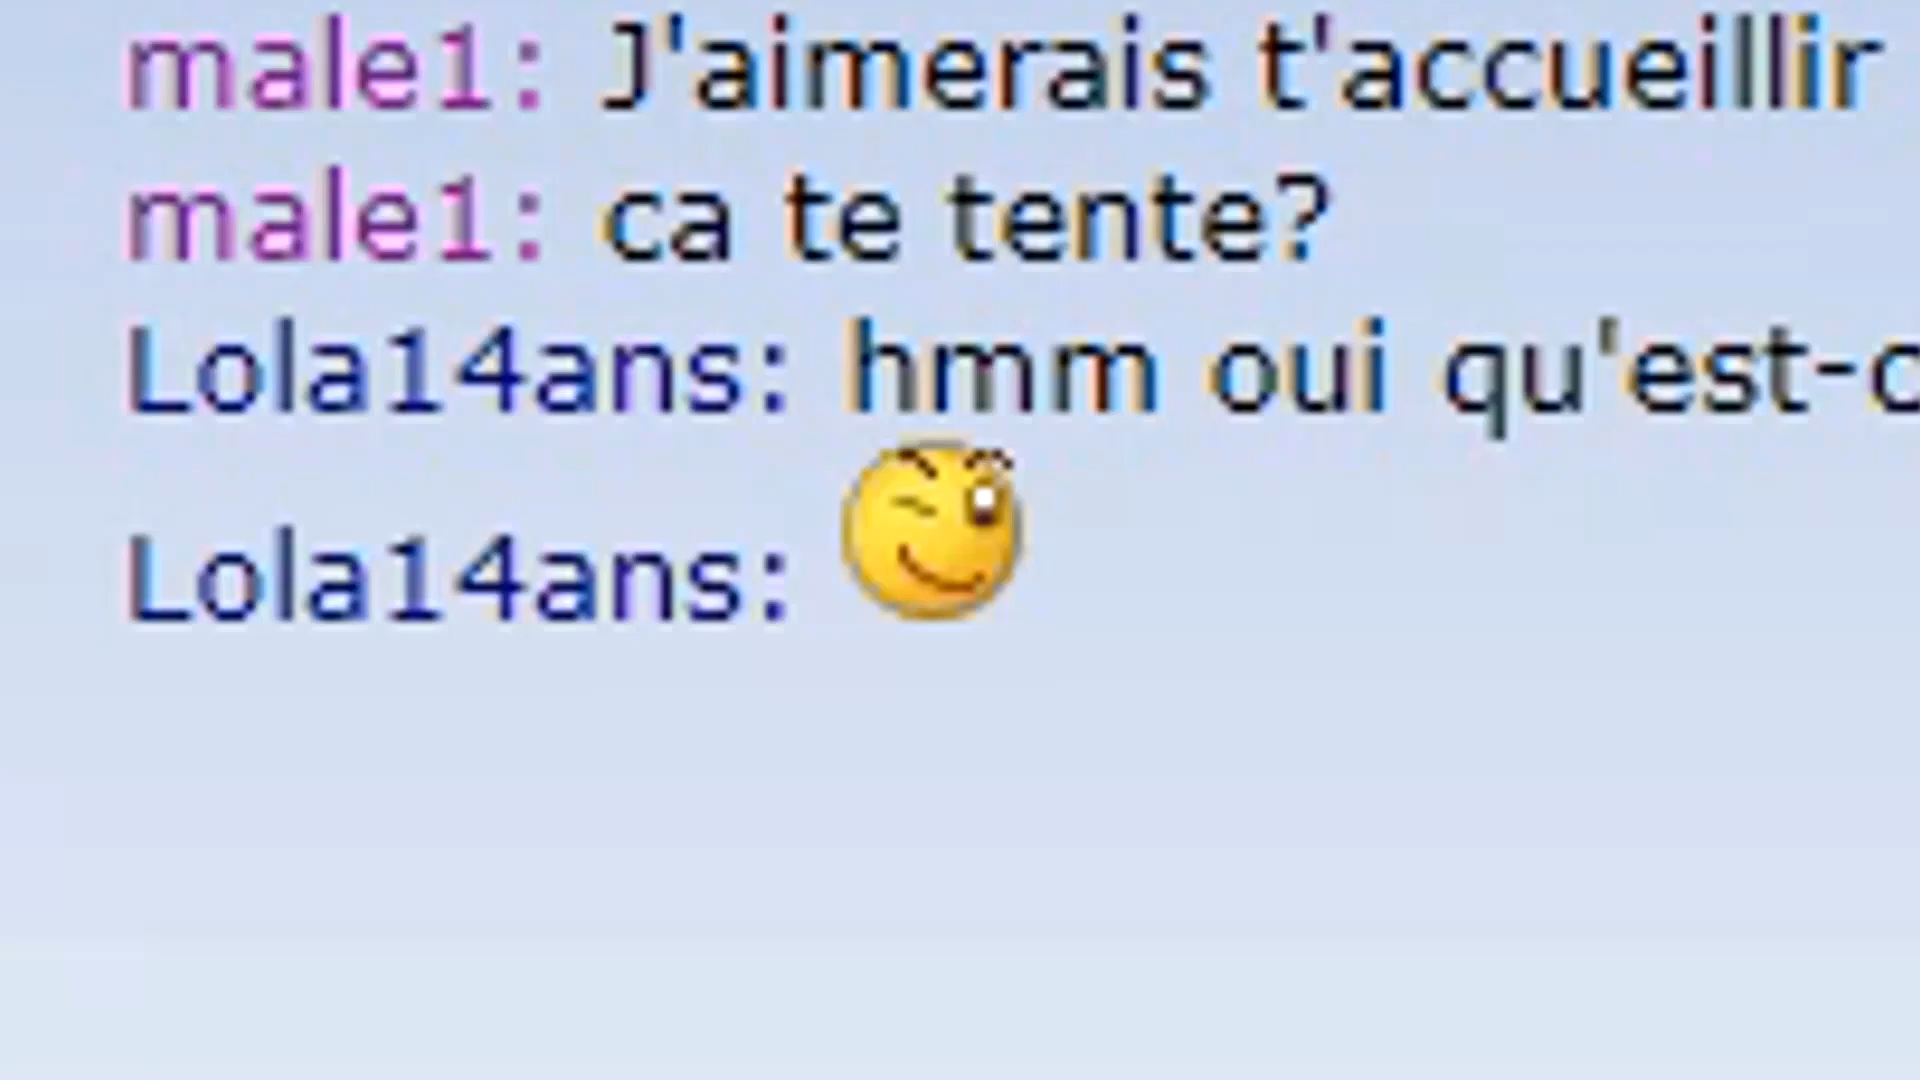 male1: J'aimerais t'accueillir
male1: ca te tente?
Lola14ans: hmm oui qu'est-c
Lola14ans: